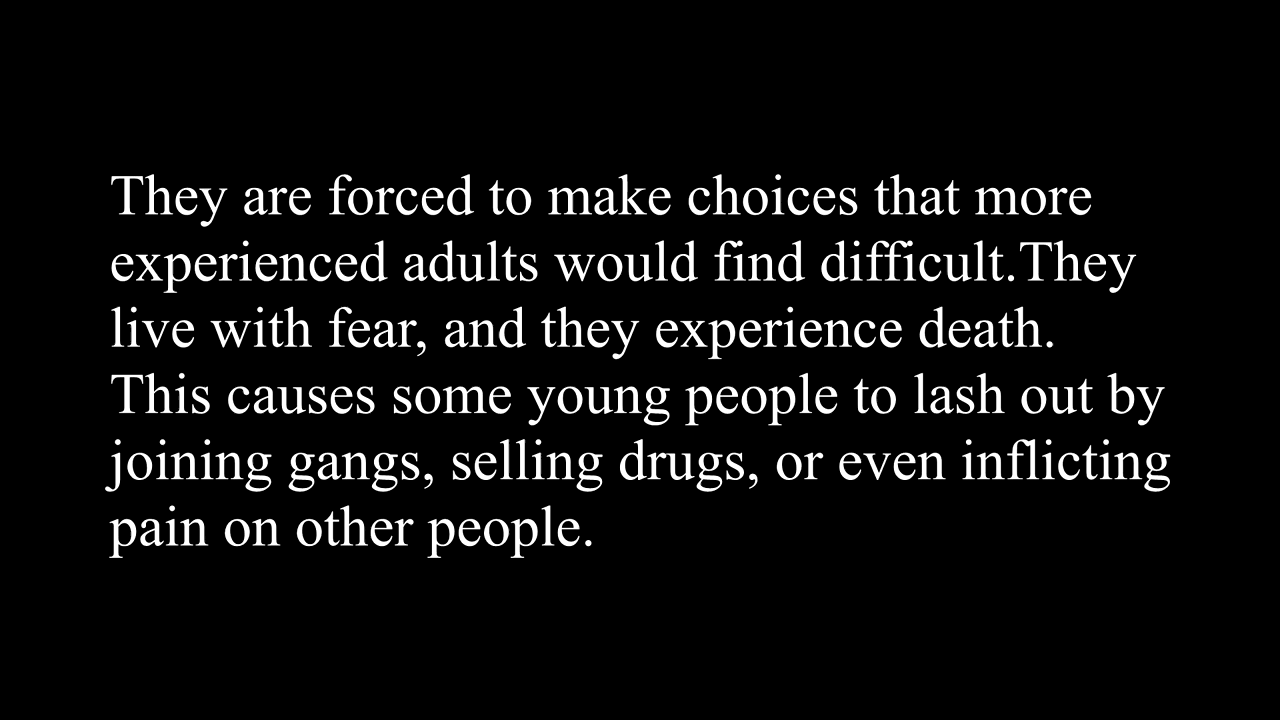 They are forced to make choices that more
experienced adults would find difficult.They
live with fear, and they experience death.
This causes some young people to lash out by
joining gangs, selling drugs, or even inflicting
pain on other people.